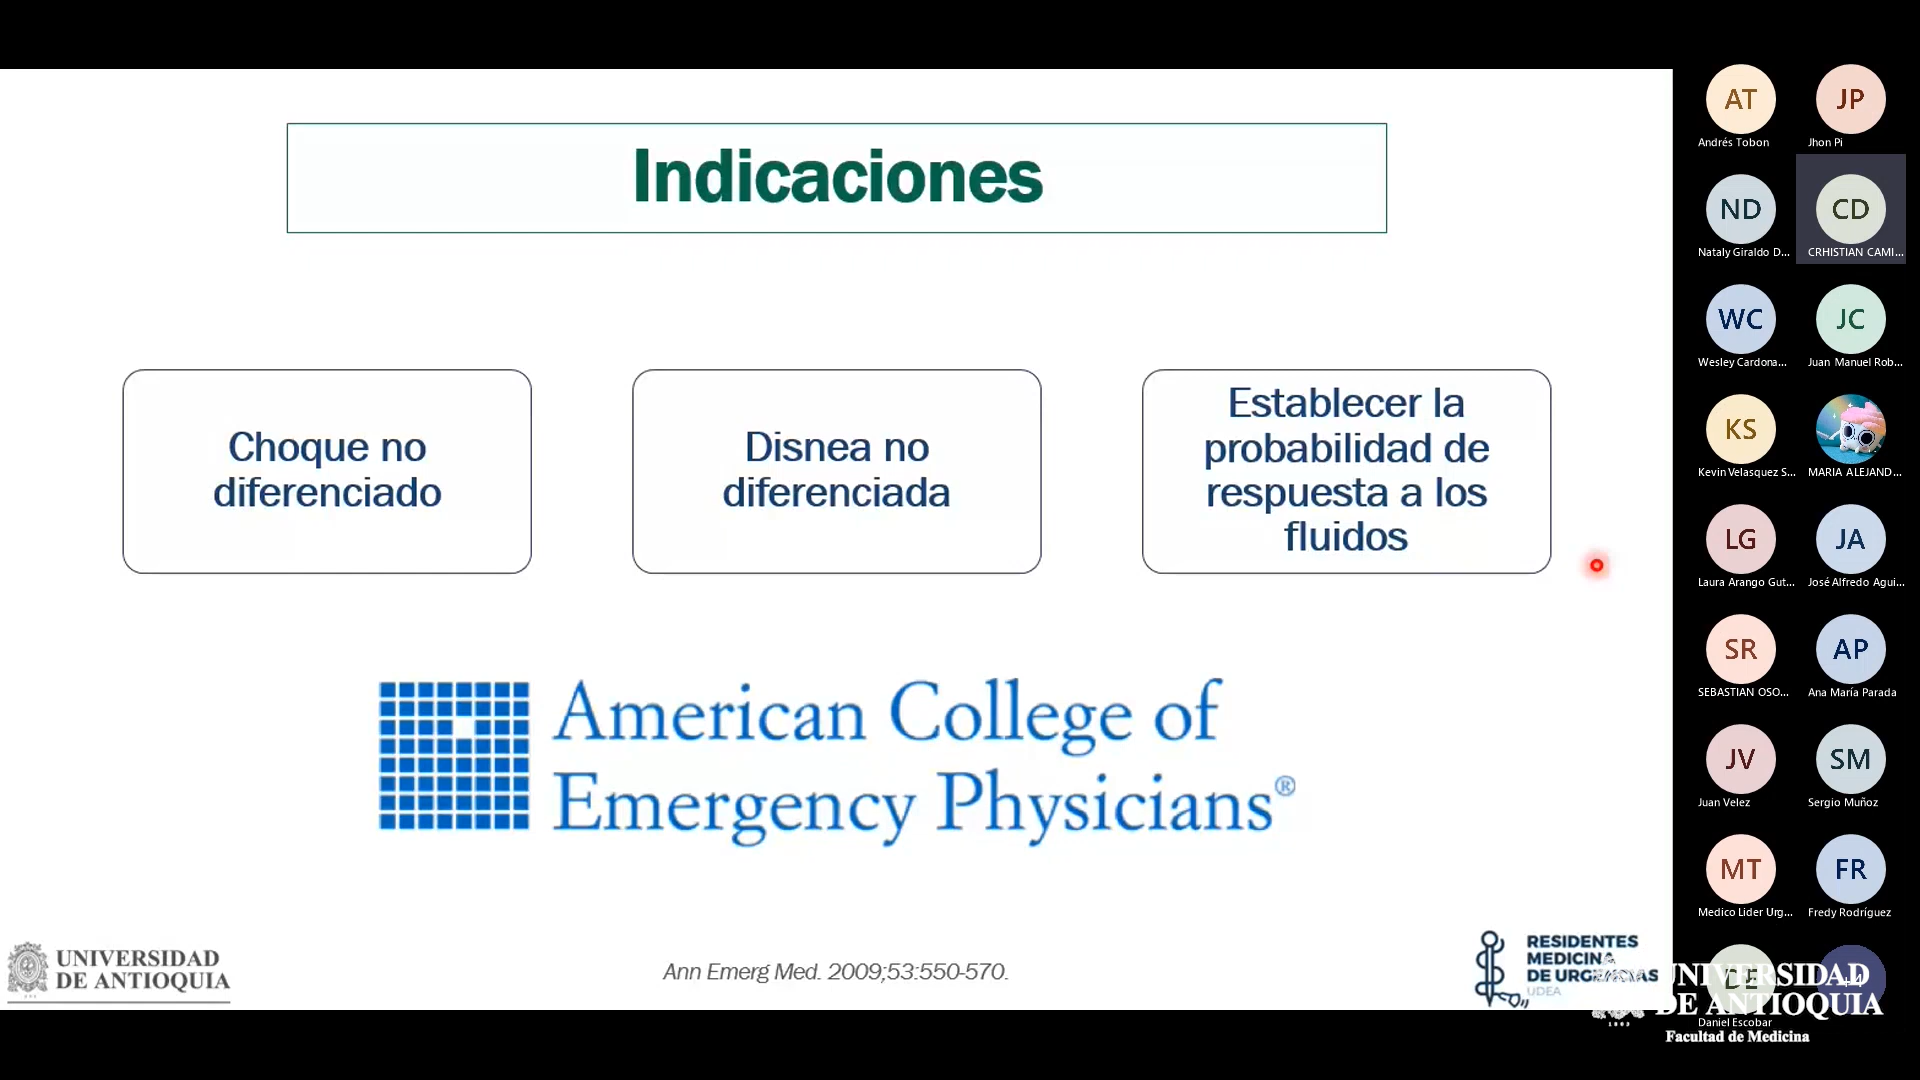 Indicaciones
Choque no
diferenciado
Disnea no
diferenciada
Establecer la
probabilidad de
respuesta a los
fluidos
American College of
Emergency Physicians®
UNIVERSIDAD
DE ANTIOQUIA
Ann Emerg Med. 2009;53:550-570.
RESIDENTES
MEDICINA
DE URGENCIAS
UDEA
AT
Andrés Tobon
JP
Jhon Pi
ND
Nataly Giraldo D...
CD
CRHISTIAN CAMI...
WC
Wesley Cardona...
JC
Juan Manuel Rob...
KS
Kevin Velasquez S...
MARIA ALEJAND...
LG
Laura Arango Gut...
JA
José Alfredo Agui...
SR
SEBASTIAN OSO...
AP
Ana María Parada
JV
Juan Velez
SM
Sergio Muñoz
MT
Medico Lider Urg...
FR
Fredy Rodríguez
DE
Daniel Escobar
+4
UNIVERSIDAD
DE ANTIOQUIA
1803
Facultad de Medicina